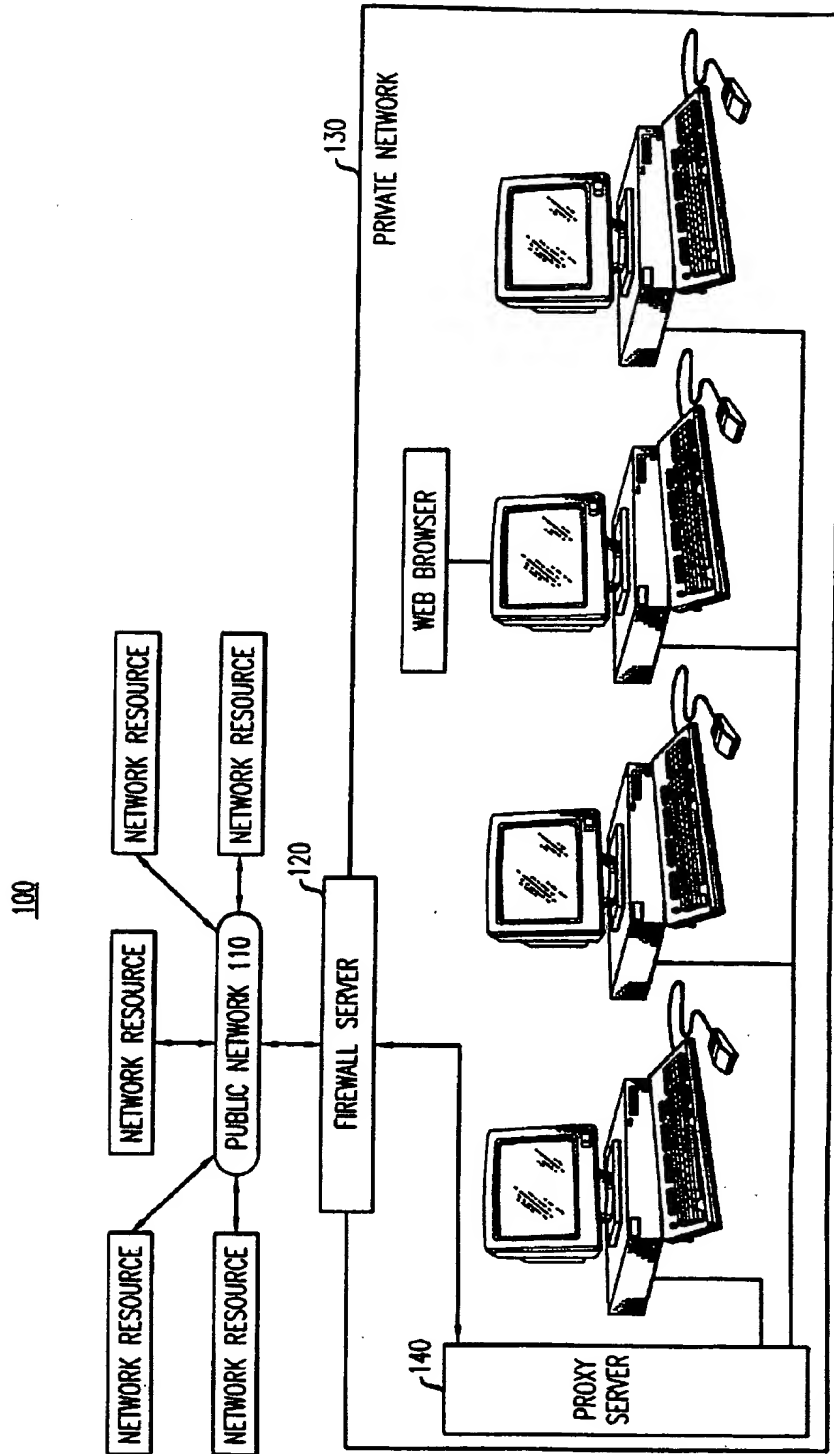 100
NETWORK RESOURCE
NETWORK RESOURCE
NETWORK RESOURCE
NETWORK RESOURCE
NETWORK RESOURCE
PUBLIC NETWORK 110
120
FIREWALL SERVER
130
PRIVATE NETWORK
WEB BROWSER
140
PROXY
SERVER